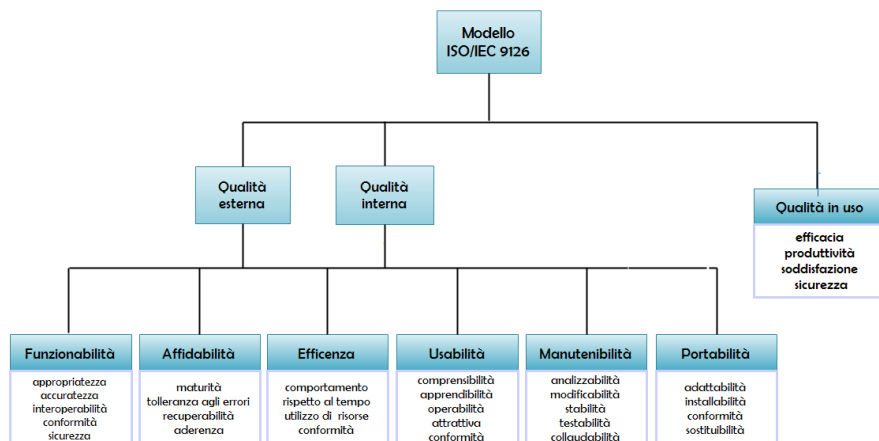 Modello
ISO/IEC 9126
Qualità
esterna
Qualità
interna
Qualità in uso
efficacia
produttività
soddisfazione
sicurezza
Funzionabilità
appropriatezza
accuratezza
interoperabilità
conformità
sicurezza
Affidabilità
maturità
tolleranza agli errori
recuperabilità
aderenza
Efficenza
comportamento
rispetto al tempo
utilizzo di risorse
conformità
Usabilità
comprensibilità
apprendibilità
operabilità
attrattiva
conformità
Manutenibilità
analizzabilità
modificabilità
stabilità
testabilità
collaudabilità
Portabilità
adattabilità
installabilità
conformità
sostituibilità